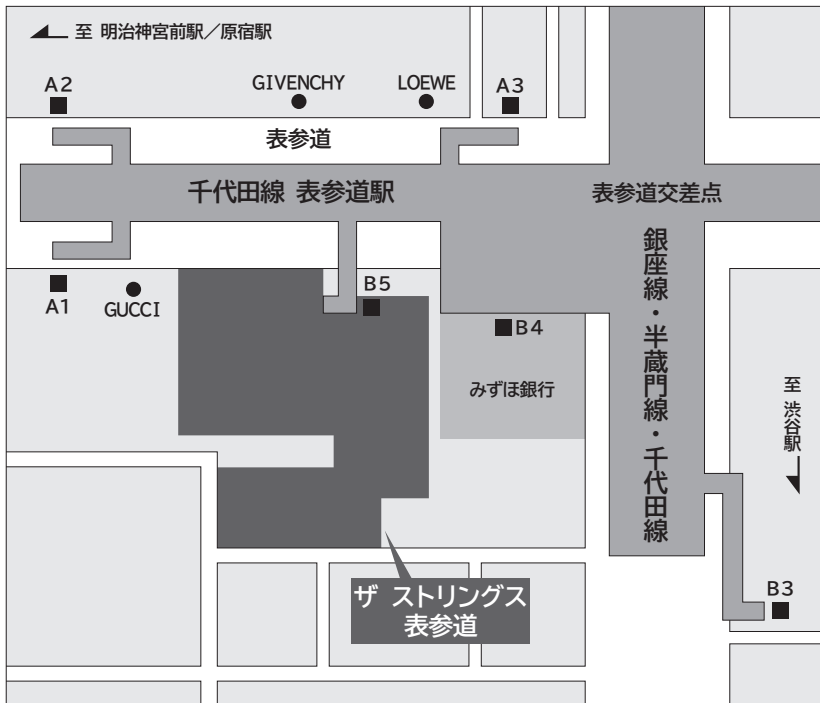 至 明治神宮前駅／原宿駅
A2
GIVENCHY
LOEWE
A3
表参道
千代田線 表参道駅
表参道交差点
銀座線・半蔵門線・千代田線
A1
GUCCI
B5
B4
みずほ銀行
至 渋谷駅
B3
ザ ストリングス
表参道